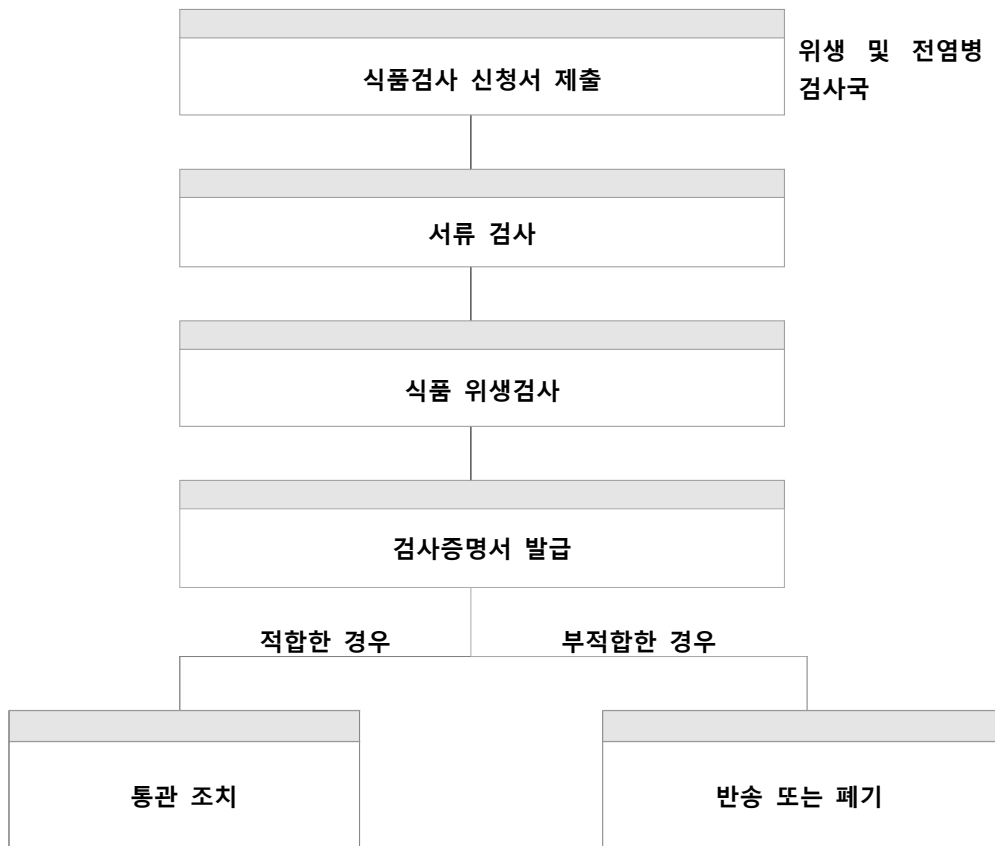 식품검사 신청서 제출
위생 및 전염병
검사국
서류 검사
식품 위생검사
검사증명서 발급
적합한 경우
부적합한 경우
통관 조치
반송 또는 폐기